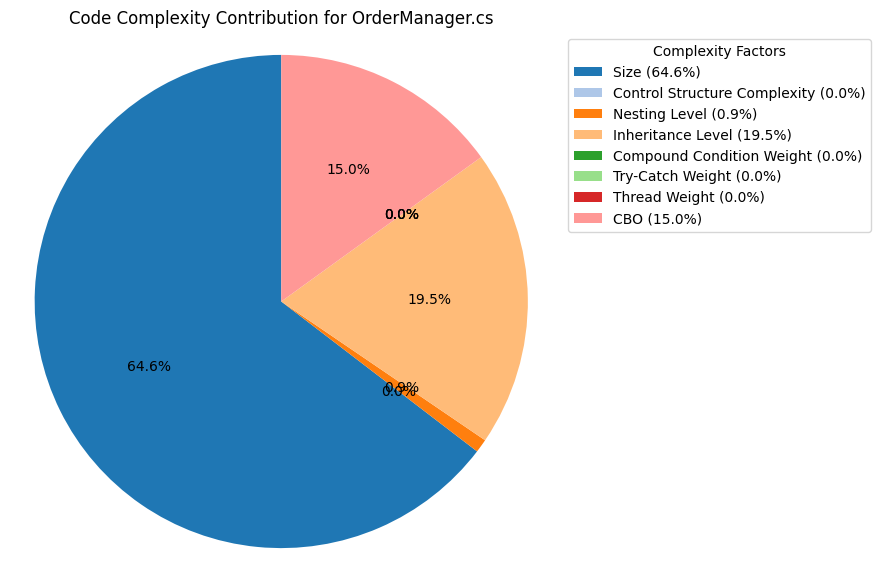 Code Complexity Contribution for OrderManager.cs
Complexity Factors
Size (64.6%)
Control Structure Complexity (0.0%)
Nesting Level (0.9%)
Inheritance Level (19.5%)
Compound Condition Weight (0.0%)
Try-Catch Weight (0.0%)
Thread Weight (0.0%)
CBO (15.0%)
15.0%
0.0%
19.5%
64.6%
0.9%
0.0%